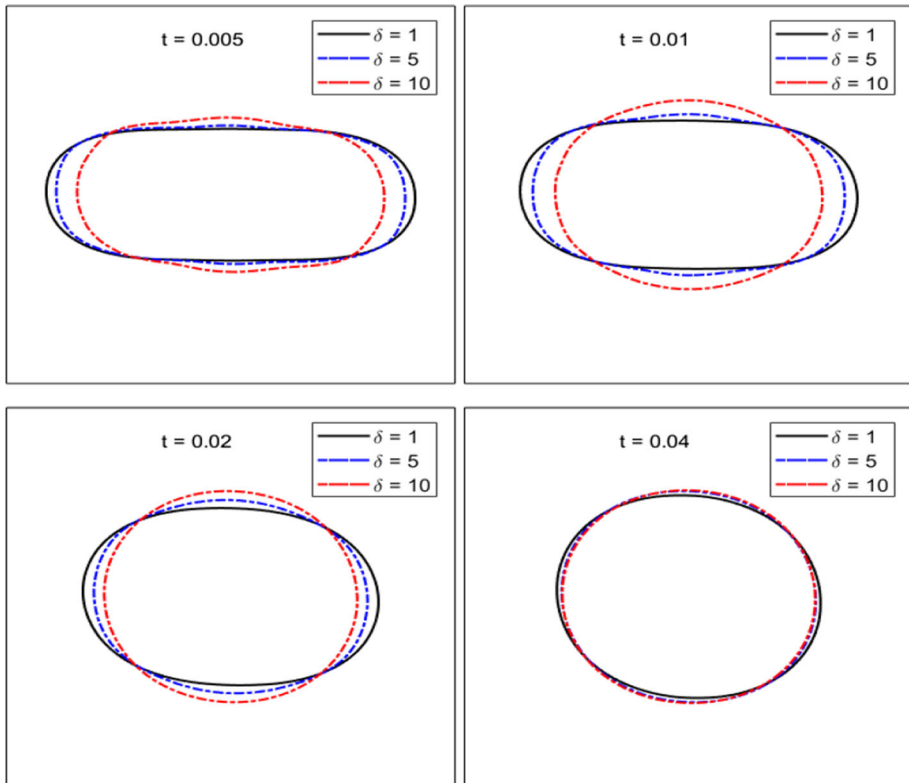 t = 0.005
δ = 1
δ = 5
δ = 10
t = 0.01
δ = 1
δ = 5
δ = 10
t = 0.02
δ = 1
δ = 5
δ = 10
t = 0.04
δ = 1
δ = 5
δ = 10